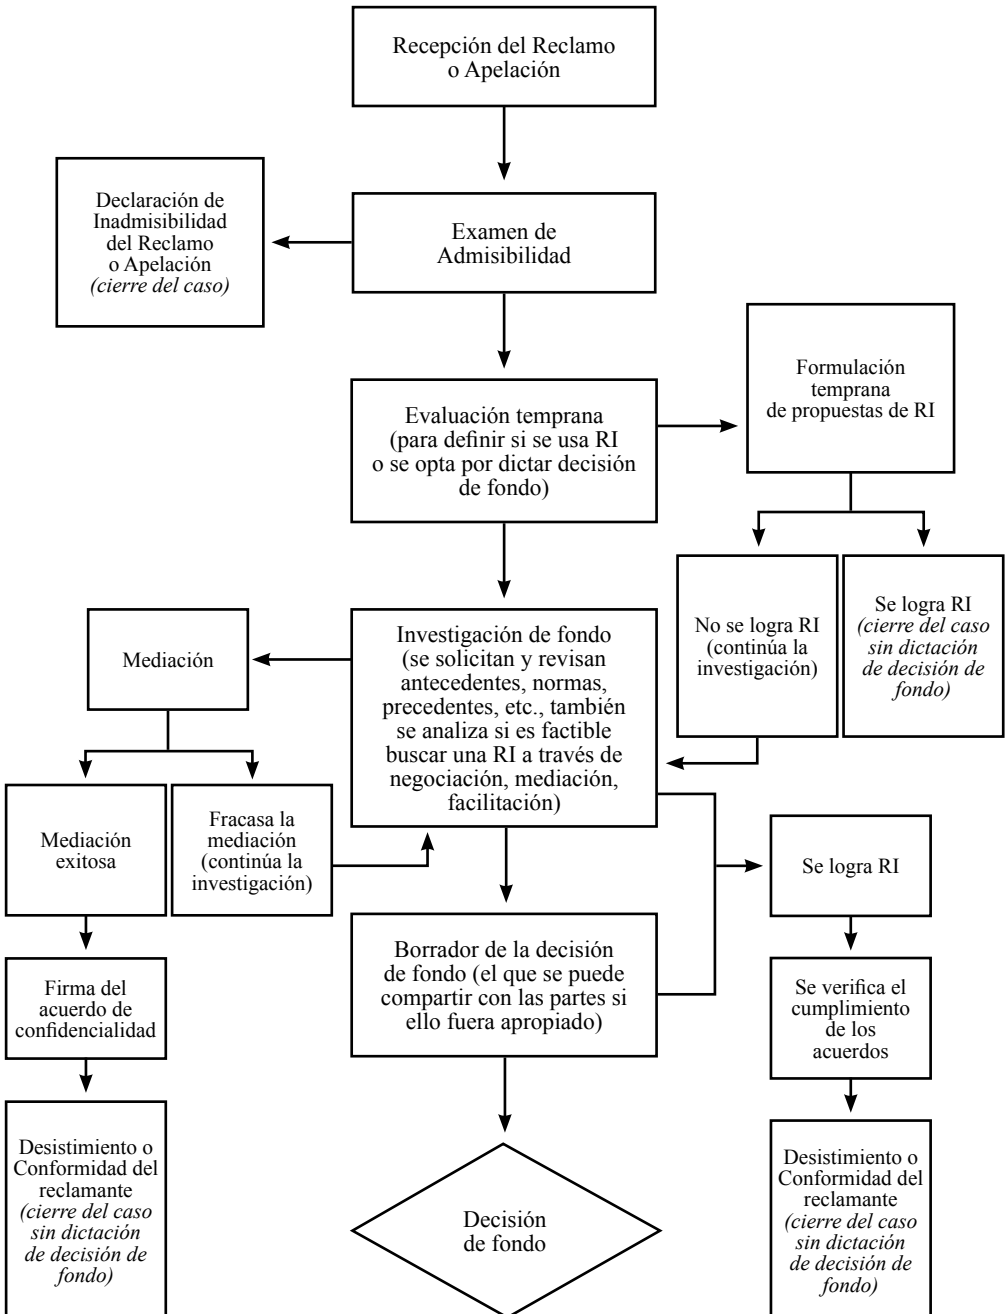 Recepción del Reclamo
o Apelación
Declaración de
Inadmisibilidad
del Reclamo
o Apelación
(cierre del caso)
Examen de
Admisibilidad
Formulación
temprana
de propuestas de RI
Evaluación temprana
(para definir si se usa RI
o se opta por dictar decisión
de fondo)
No se logra RI
(continúa la
investigación)
Se logra RI
(cierre del caso
sin dictación
de decisión de
fondo)
Mediación
Investigación de fondo
(se solicitan y revisan
antecedentes, normas,
precedentes, etc., también
se analiza si es factible
buscar una RI a través de
negociación, mediación,
facilitación)
Mediación
exitosa
Fracasa la
mediación
(continúa la
investigación)
Se logra RI
Borrador de la decisión
de fondo (el que se puede
compartir con las partes si
ello fuera apropiado)
Firma del
acuerdo de
confidencialidad
Se verifica el
cumplimiento
de los
acuerdos
Desistimiento o
Conformidad del
reclamante
(cierre del caso
sin dictación
de decisión de
fondo)
Decisión
de fondo
Desistimiento o
Conformidad del
reclamante
(cierre del caso
sin dictación
de decisión de
fondo)